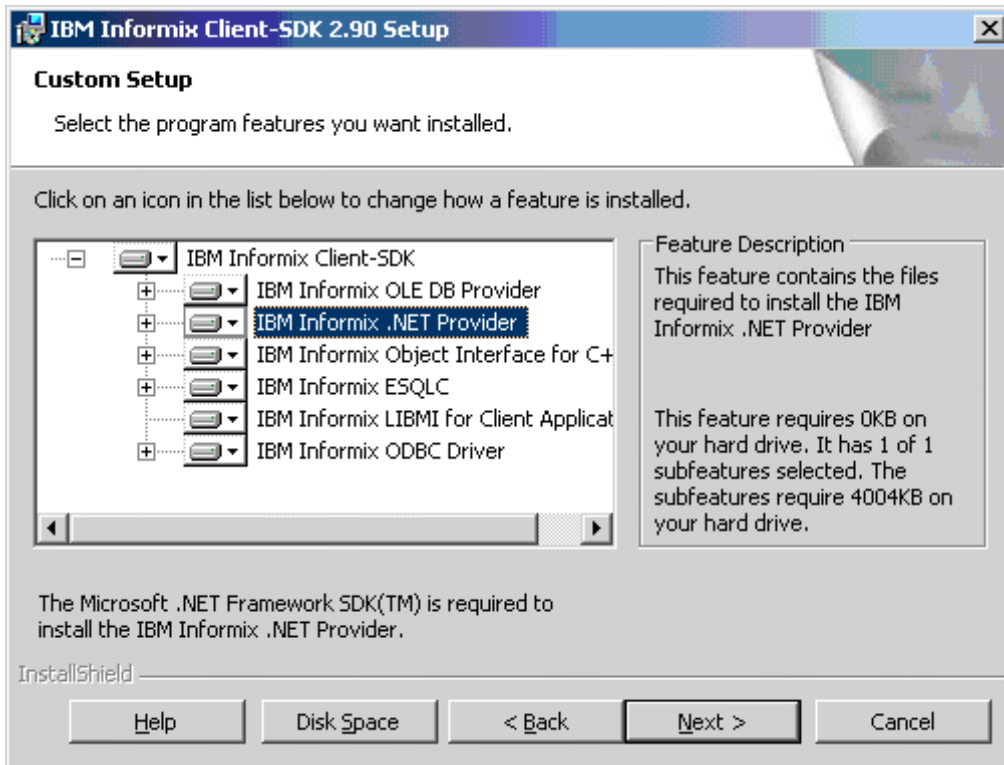 IBM Informix Client-SDK 2.90 Setup
Custom Setup
Select the program features you want installed.
Click on an icon in the list below to change how a feature is installed.
IBM Informix Client-SDK
IBM Informix OLE DB Provider
IBM Informix .NET Provider
IBM Informix Object Interface for C+
IBM Informix ESQLC
IBM Informix LIBMI for Client Applicat
IBM Informix ODBC Driver
Feature Description
This feature contains the files
required to install the IBM
Informix .NET Provider
This feature requires 0KB on
your hard drive. It has 1 of 1
subfeatures selected. The
subfeatures require 4004KB on
your hard drive.
The Microsoft .NET Framework SDK(TM) is required to
install the IBM Informix .NET Provider.
InstallShield
Help
Disk Space
< Back
Next >
Cancel